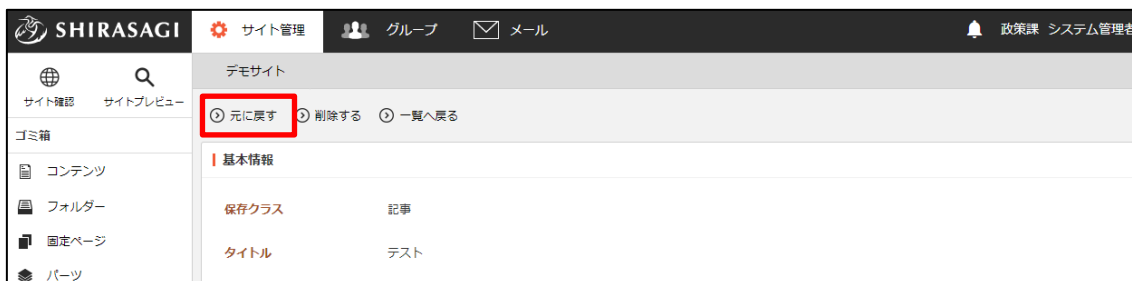 SHIRASAGI サイト管理 グループ メール 政策課 システム管理者
サイト確認 サイトプレビュー デモサイト
元に戻す 削除する 一覧へ戻る
ゴミ箱
基本情報
コンテンツ
フォルダー
保存クラス 記事
固定ページ
タイトル テスト
パーツ